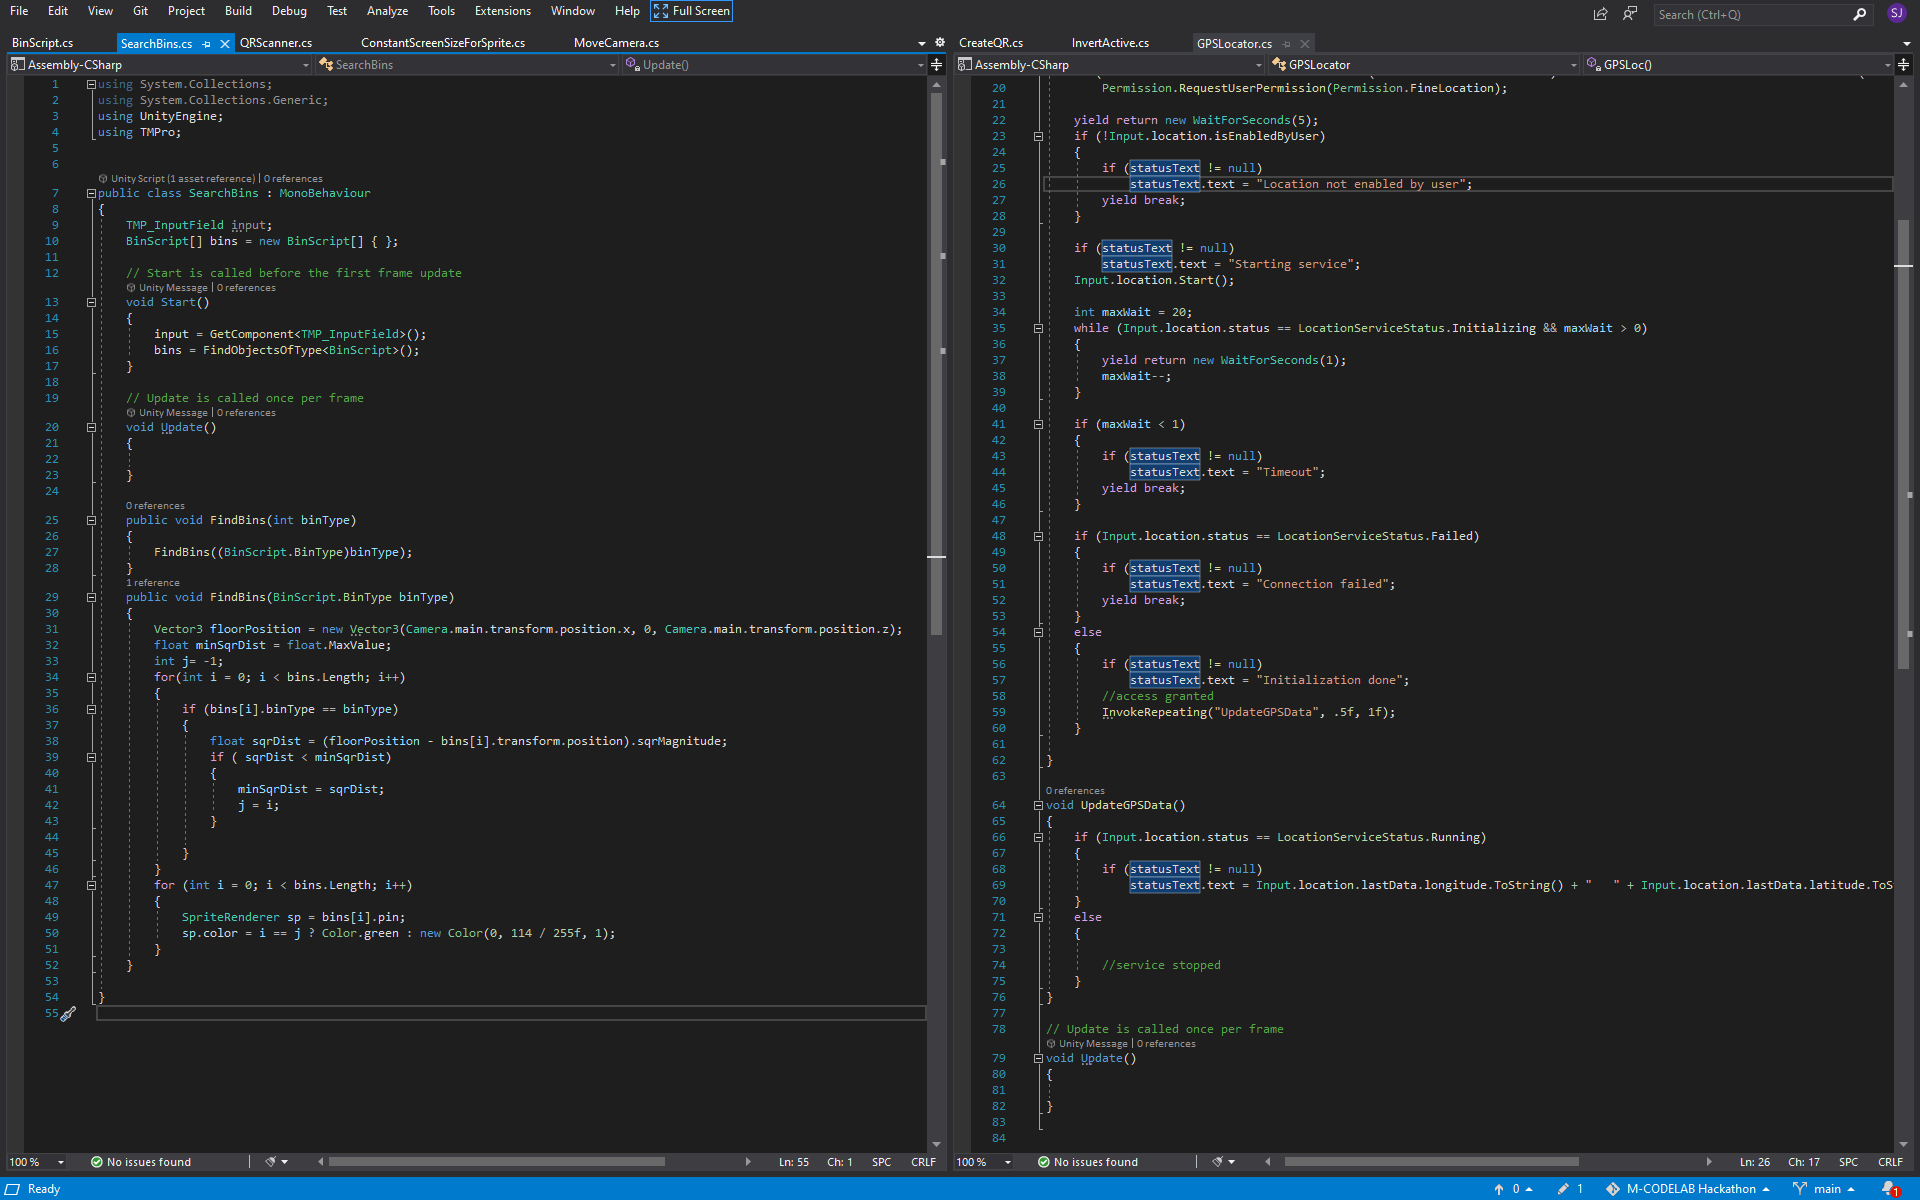 File Edit View Git Project Build Debug Test Analyze Tools Extensions Window Help Full Screen Search (Ctrl+Q) SJ
BinScript.cs SearchBins.cs QRScanner.cs ConstantScreenSizeForSprite.cs MoveCamera.cs
Assembly-CSharp SearchBins Update()
1 using System.Collections;
2 using System.Collections.Generic;
3 using UnityEngine;
4 using TMPro;
5
6
Unity Script (1 asset reference) | 0 references
7 public class SearchBins : MonoBehaviour
8 {
9 TMP_InputField input;
10 BinScript[] bins = new BinScript[] { };
11
12 // Start is called before the first frame update
Unity Message | 0 references
13 void Start()
14 {
15 input = GetComponent<TMP_InputField>();
16 bins = FindObjectsOfType<BinScript>();
17 }
18
19 // Update is called once per frame
Unity Message | 0 references
20 void Update()
21 {
22
23 }
24
0 references
25 public void FindBins(int binType)
26 {
27 FindBins((BinScript.BinType)binType);
28 }
1 reference
29 public void FindBins(BinScript.BinType binType)
30 {
31 Vector3 floorPosition = new Vector3(Camera.main.transform.position.x, 0, Camera.main.transform.position.z);
32 float minSqrDist = float.MaxValue;
33 int j= -1;
34 for(int i = 0; i < bins.Length; i++)
35 {
36 if (bins[i].binType == binType)
37 {
38 float sqrDist = (floorPosition - bins[i].transform.position).sqrMagnitude;
39 if ( sqrDist < minSqrDist)
40 {
41 minSqrDist = sqrDist;
42 j = i;
43 }
44
45 }
46 }
47 for (int i = 0; i < bins.Length; i++)
48 {
49 SpriteRenderer sp = bins[i].pin;
50 sp.color = i == j ? Color.green : new Color(0, 114 / 255f, 1);
51 }
52 }
53
54 }
55
100 % No issues found Ln: 55 Ch: 1 SPC CRLF
CreateQR.cs InvertActive.cs GPSLocator.cs
Assembly-CSharp GPSLocator GPSLoc()
20 Permission.RequestUserPermission(Permission.FineLocation);
21
22 yield return new WaitForSeconds(5);
23 if (!Input.location.isEnabledByUser)
24 {
25 if (statusText != null)
26 statusText.text = "Location not enabled by user";
27 yield break;
28 }
29
30 if (statusText != null)
31 statusText.text = "Starting service";
32 Input.location.Start();
33
34 int maxWait = 20;
35 while (Input.location.status == LocationServiceStatus.Initializing && maxWait > 0)
36 {
37 yield return new WaitForSeconds(1);
38 maxWait--;
39 }
40
41 if (maxWait < 1)
42 {
43 if (statusText != null)
44 statusText.text = "Timeout";
45 yield break;
46 }
47
48 if (Input.location.status == LocationServiceStatus.Failed)
49 {
50 if (statusText != null)
51 statusText.text = "Connection failed";
52 yield break;
53 }
54 else
55 {
56 if (statusText != null)
57 statusText.text = "Initialization done";
58 //access granted
59 InvokeRepeating("UpdateGPSData", .5f, 1f);
60 }
61
62 }
63
0 references
64 void UpdateGPSData()
65 {
66 if (Input.location.status == LocationServiceStatus.Running)
67 {
68 if (statusText != null)
69 statusText.text = Input.location.lastData.longitude.ToString() + "   " + Input.location.lastData.latitude.ToS
70 }
71 else
72 {
73
74 //service stopped
75 }
76 }
77
78 // Update is called once per frame
Unity Message | 0 references
79 void Update()
80 {
81
82 }
83
84
100 % No issues found Ln: 26 Ch: 17 SPC CRLF
Ready 0 1 M-CODELAB Hackathon main 1